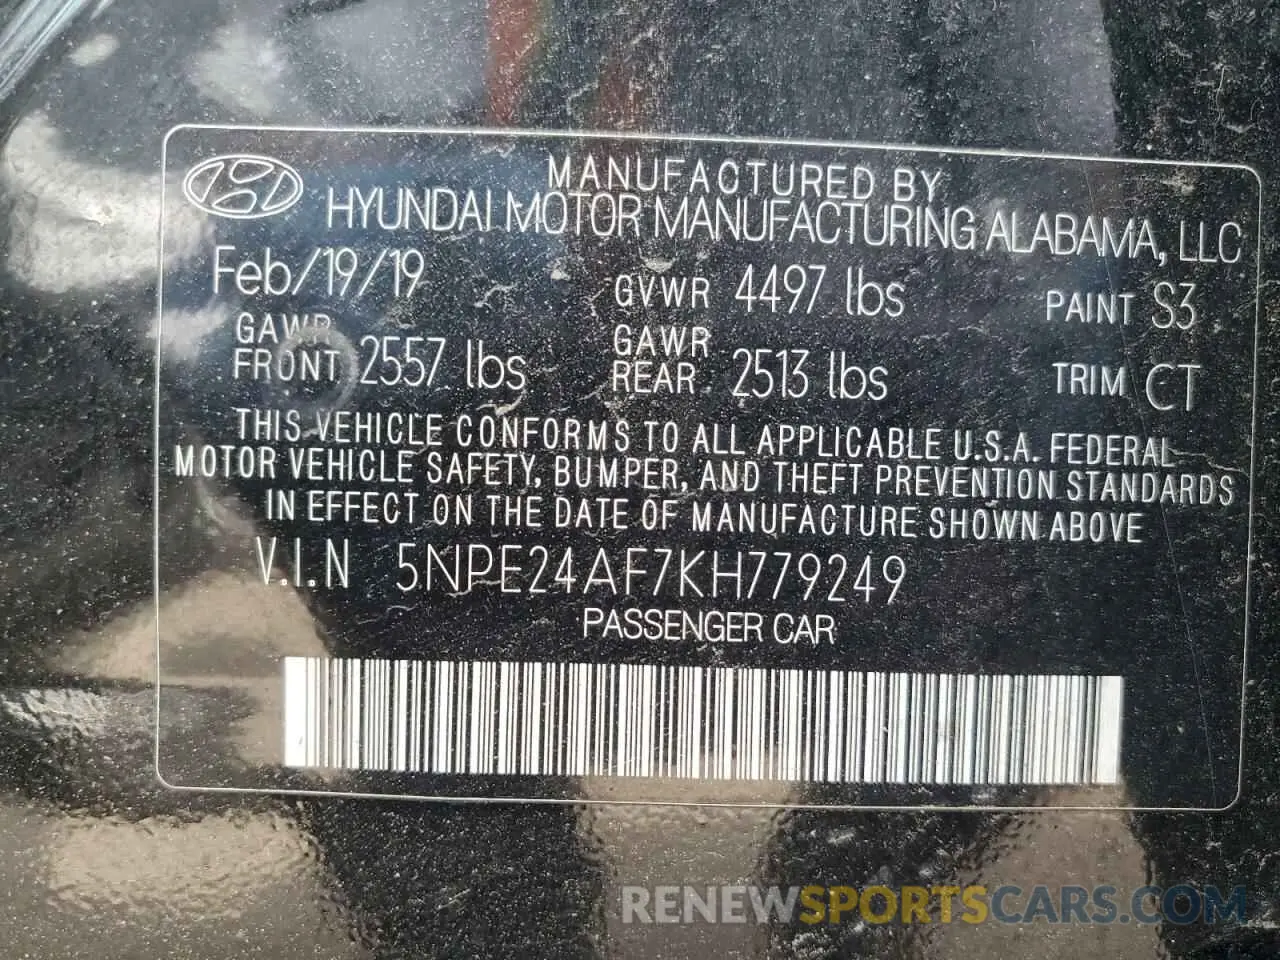 MANUFACTURED BY
HYUNDAI MOTOR MANUFACTURING ALABAMA, LLC
Feb/19/19 GVWR 4497 lbs PAINT S3
GAWR FRONT 2557 lbs GAWR REAR 2513 lbs TRIM CT
THIS VEHICLE CONFORMS TO ALL APPLICABLE U.S.A. FEDERAL
MOTOR VEHICLE SAFETY, BUMPER, AND THEFT PREVENTION STANDARDS
IN EFFECT ON THE DATE OF MANUFACTURE SHOWN ABOVE
V.I.N 5NPE24AF7KH779249
PASSENGER CAR
RENEWSPORTSCARS.COM